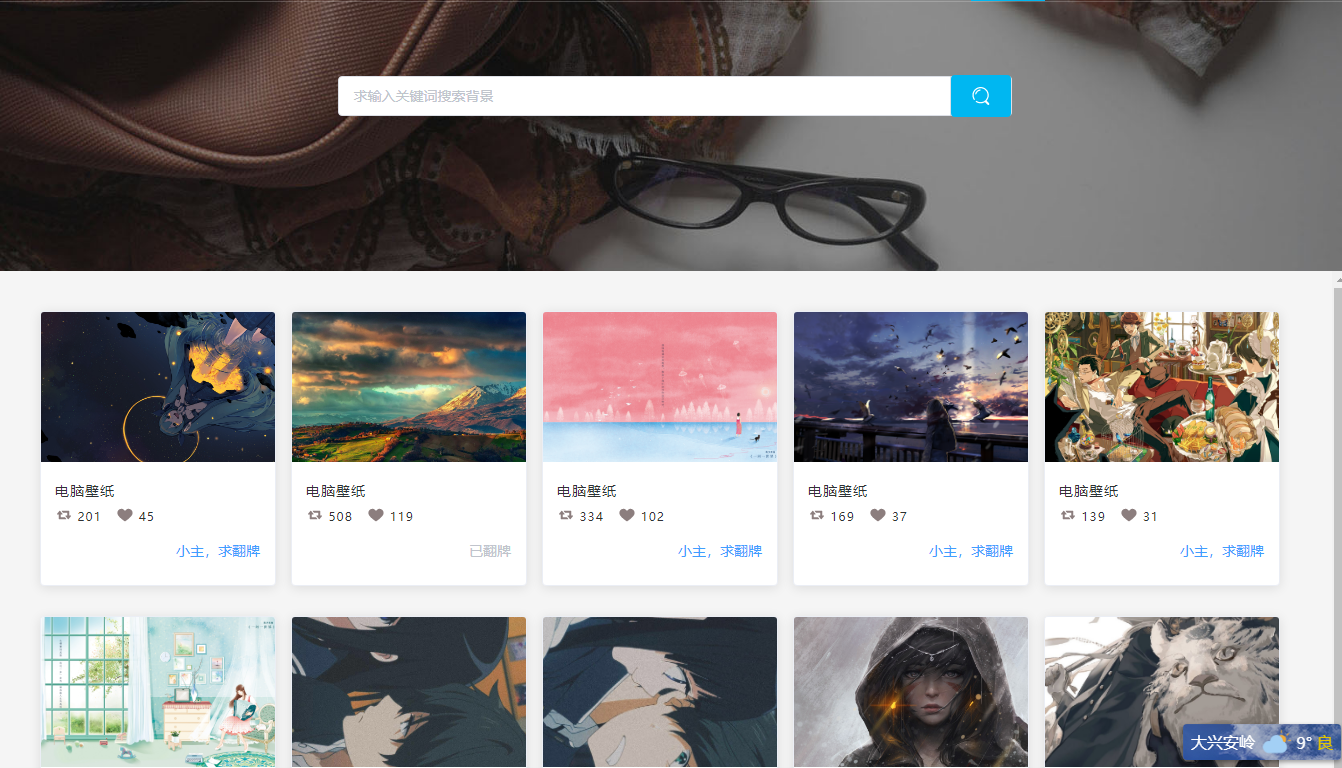 求输入关键词搜索背景
电脑壁纸
201 45
小主，求翻牌
电脑壁纸
508 119
已翻牌
电脑壁纸
334 102
小主，求翻牌
电脑壁纸
169 37
小主，求翻牌
电脑壁纸
139 31
小主，求翻牌
大兴安岭 9° 良